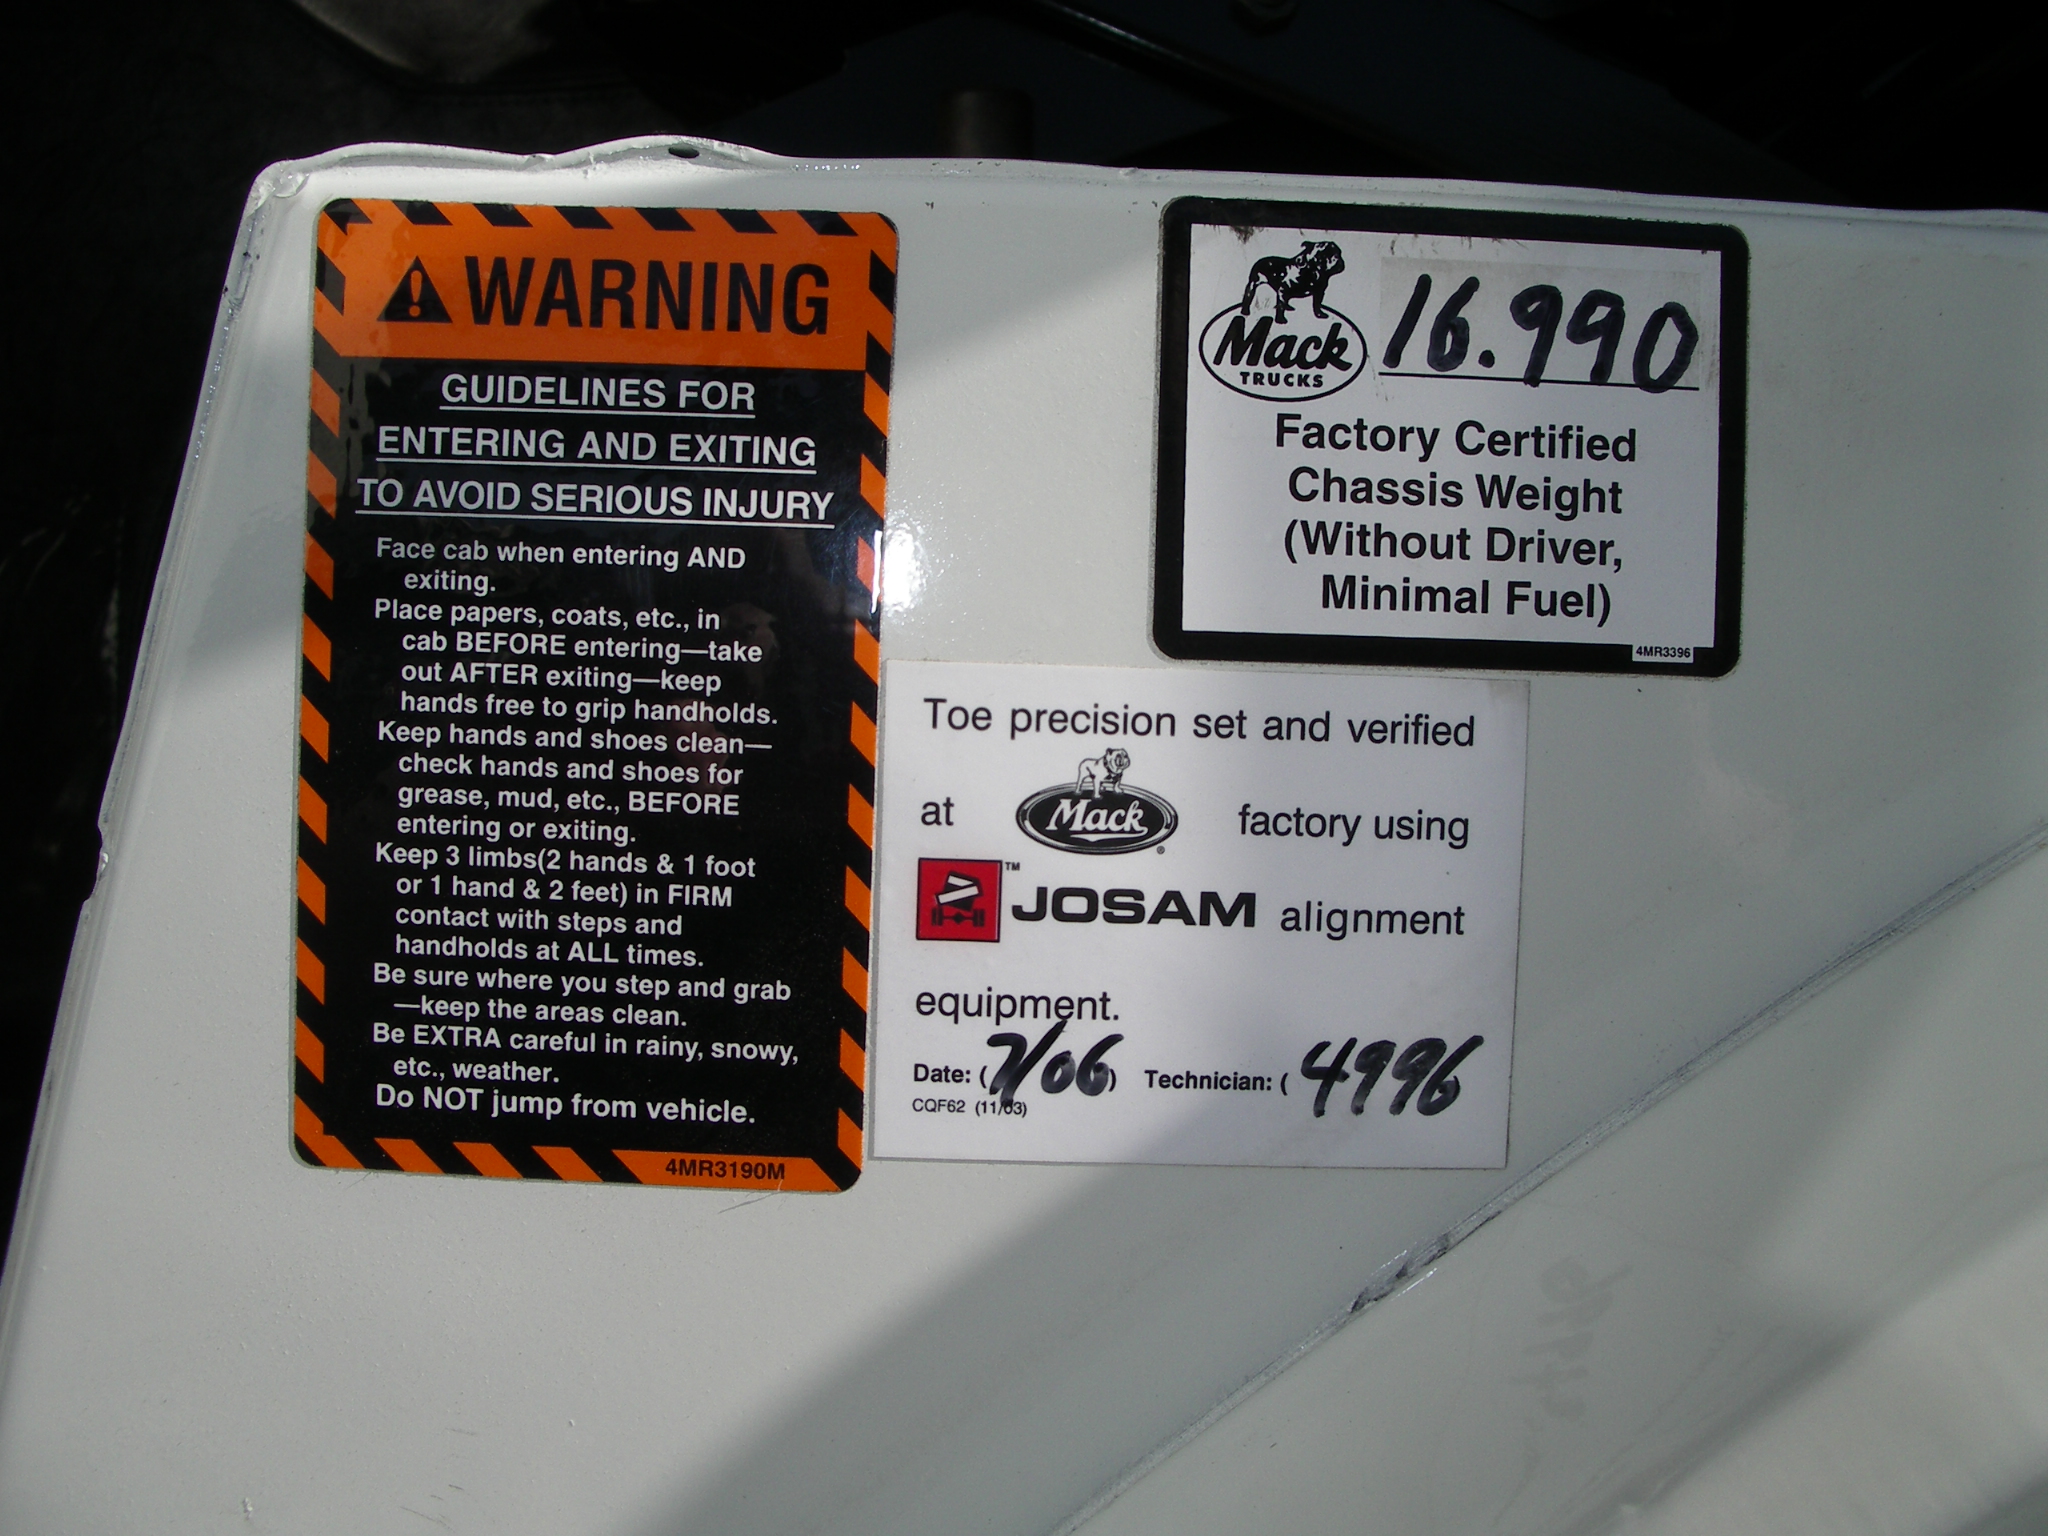 WARNING
GUIDELINES FOR
ENTERING AND EXITING
TO AVOID SERIOUS INJURY
Face cab when entering AND
exiting.
Place papers, coats, etc., in
cab BEFORE entering—take
out AFTER exiting—keep
hands free to grip handholds.
Keep hands and shoes clean—
check hands and shoes for
grease, mud, etc., BEFORE
entering or exiting.
Keep 3 limbs(2 hands & 1 foot
or 1 hand & 2 feet) in FIRM
contact with steps and
handholds at ALL times.
Be sure where you step and grab
—keep the areas clean.
Be EXTRA careful in rainy, snowy,
etc., weather.
Do NOT jump from vehicle.
4MR3190M
Mack
TRUCKS
16.990
Factory Certified
Chassis Weight
(Without Driver,
Minimal Fuel)
4MR3396
Toe precision set and verified
at Mack® factory using
™ JOSAM alignment
equipment.
Date: (7/06) Technician: ( 4996
CQF62 (11/03)